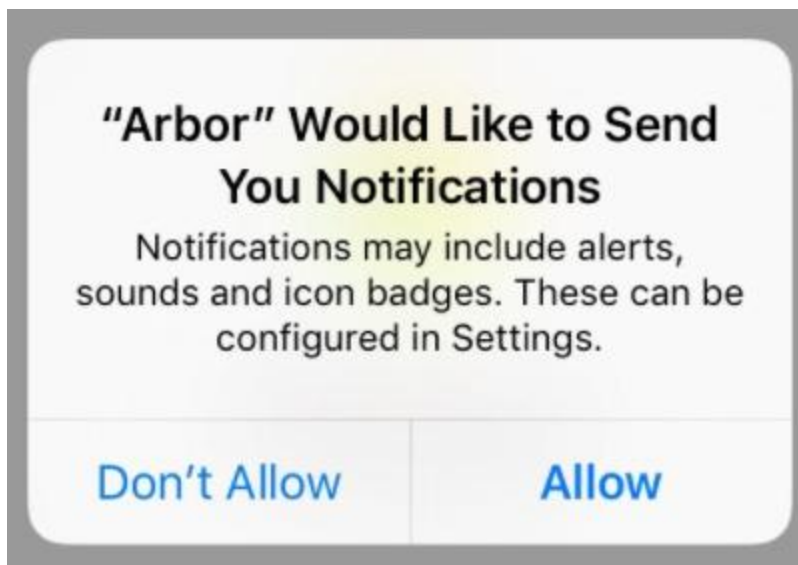 “Arbor” Would Like to Send
You Notifications
Notifications may include alerts,
sounds and icon badges. These can be
configured in Settings.
Don’t Allow
Allow